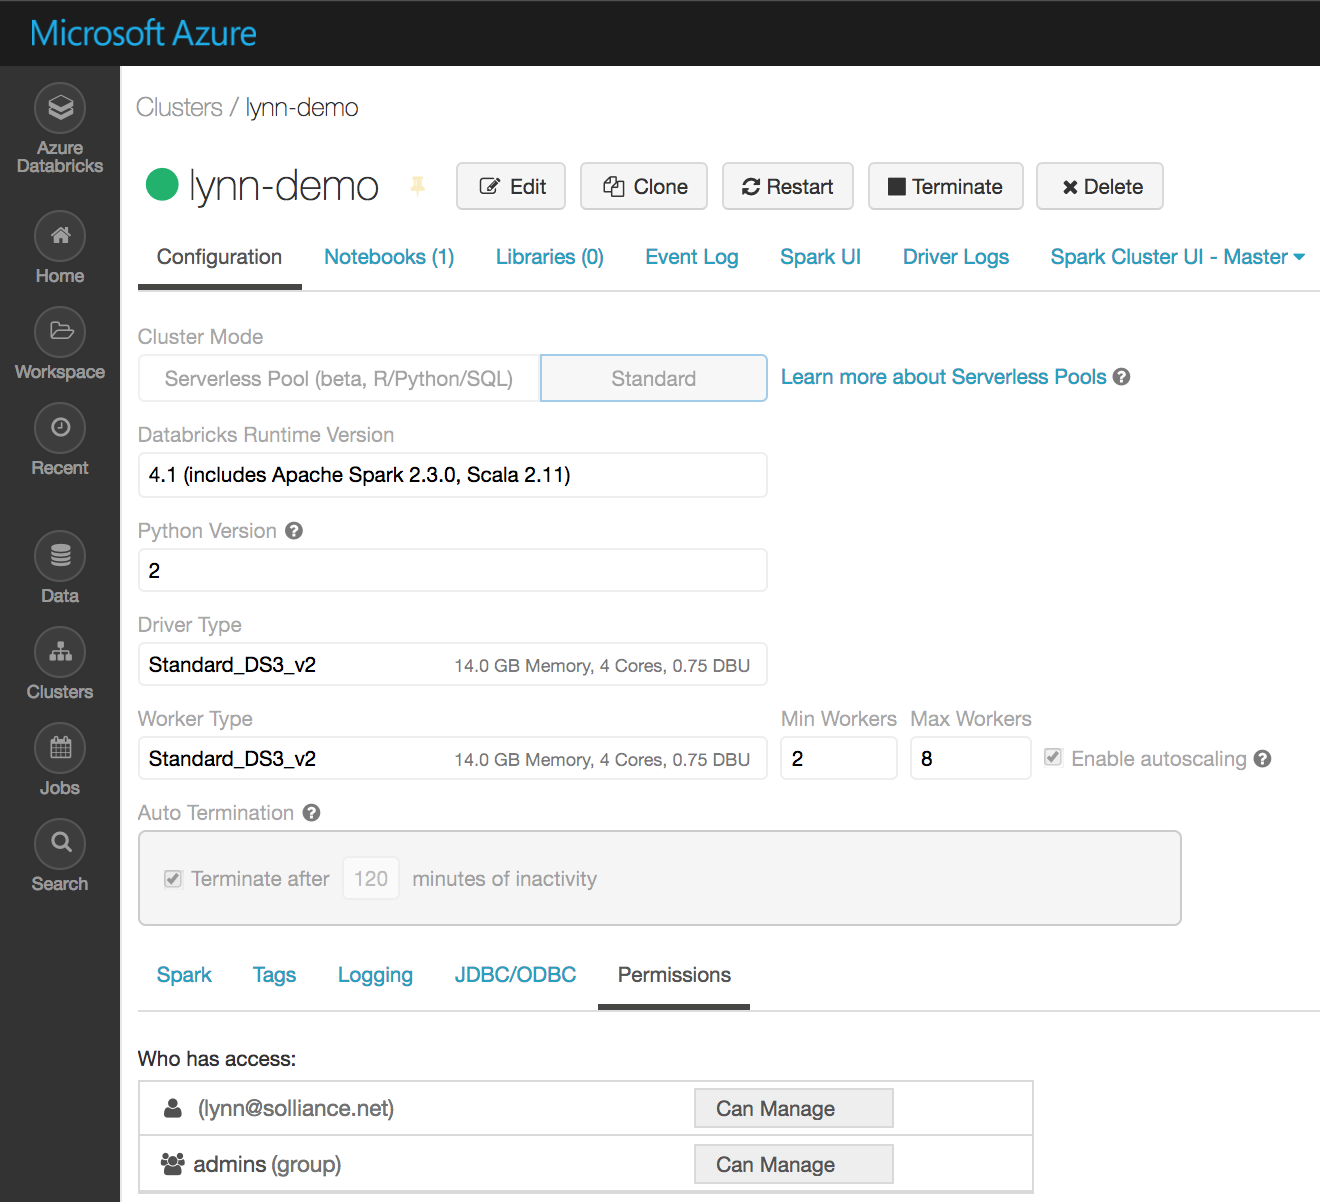 Microsoft Azure
Azure
Databricks
Home
Workspace
Recent
Data
Clusters
Jobs
Search
Clusters / lynn-demo
lynn-demo Edit Clone Restart Terminate Delete
Configuration Notebooks (1) Libraries (0) Event Log Spark UI Driver Logs Spark Cluster UI - Master
Cluster Mode
Serverless Pool (beta, R/Python/SQL) Standard Learn more about Serverless Pools ?
Databricks Runtime Version
4.1 (includes Apache Spark 2.3.0, Scala 2.11)
Python Version ?
2
Driver Type
Standard_DS3_v2 14.0 GB Memory, 4 Cores, 0.75 DBU
Worker Type Min Workers Max Workers
Standard_DS3_v2 14.0 GB Memory, 4 Cores, 0.75 DBU 2 8 Enable autoscaling ?
Auto Termination ?
Terminate after 120 minutes of inactivity
Spark Tags Logging JDBC/ODBC Permissions
Who has access:
(lynn@solliance.net) Can Manage
admins (group) Can Manage